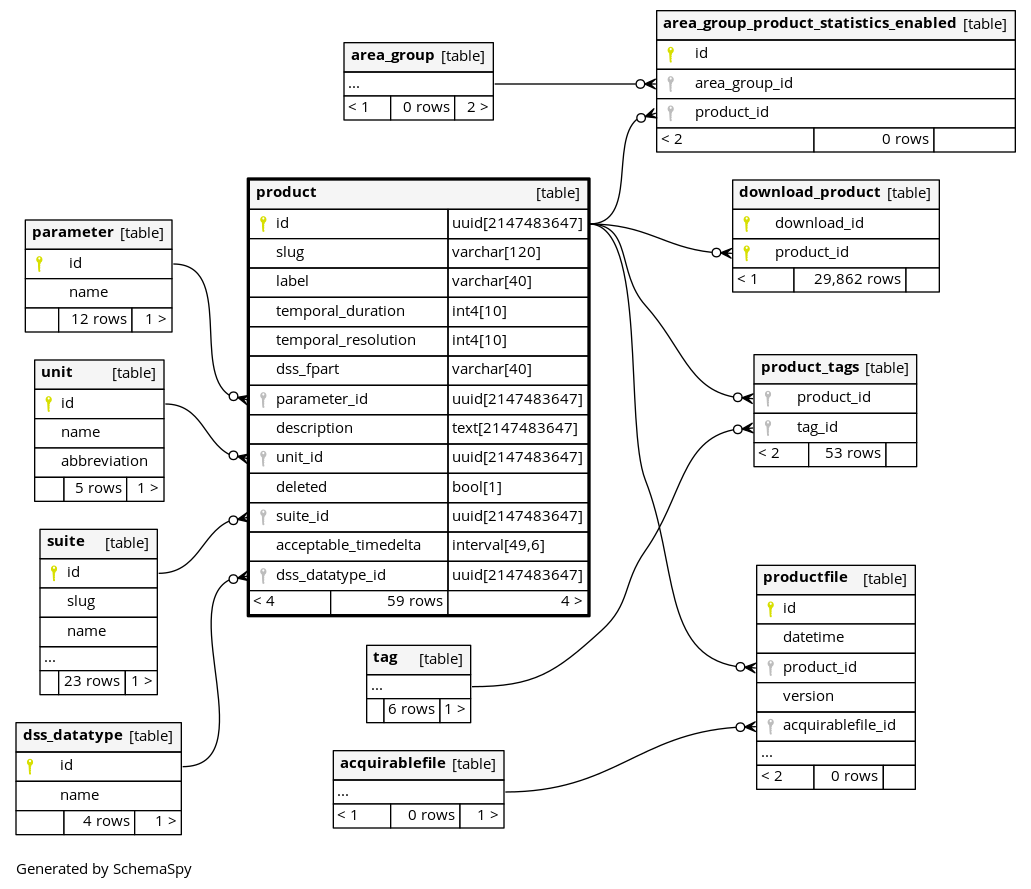 area_group_product_statistics_enabled [table]
id
area_group_id
product_id
< 2 0 rows
area_group [table]
...
< 1 0 rows 2 >
product [table]
id uuid[2147483647]
slug varchar[120]
label varchar[40]
temporal_duration int4[10]
temporal_resolution int4[10]
dss_fpart varchar[40]
parameter_id uuid[2147483647]
description text[2147483647]
unit_id uuid[2147483647]
deleted bool[1]
suite_id uuid[2147483647]
acceptable_timedelta interval[49,6]
dss_datatype_id uuid[2147483647]
< 4 59 rows 4 >
download_product [table]
download_id
product_id
< 1 29,862 rows
parameter [table]
id
name
12 rows 1 >
product_tags [table]
product_id
tag_id
< 2 53 rows
unit [table]
id
name
abbreviation
5 rows 1 >
suite [table]
id
slug
name
...
23 rows 1 >
productfile [table]
id
datetime
product_id
version
acquirablefile_id
...
< 2 0 rows
tag [table]
...
6 rows 1 >
dss_datatype [table]
id
name
4 rows 1 >
acquirablefile [table]
...
< 1 0 rows 1 >
Generated by SchemaSpy